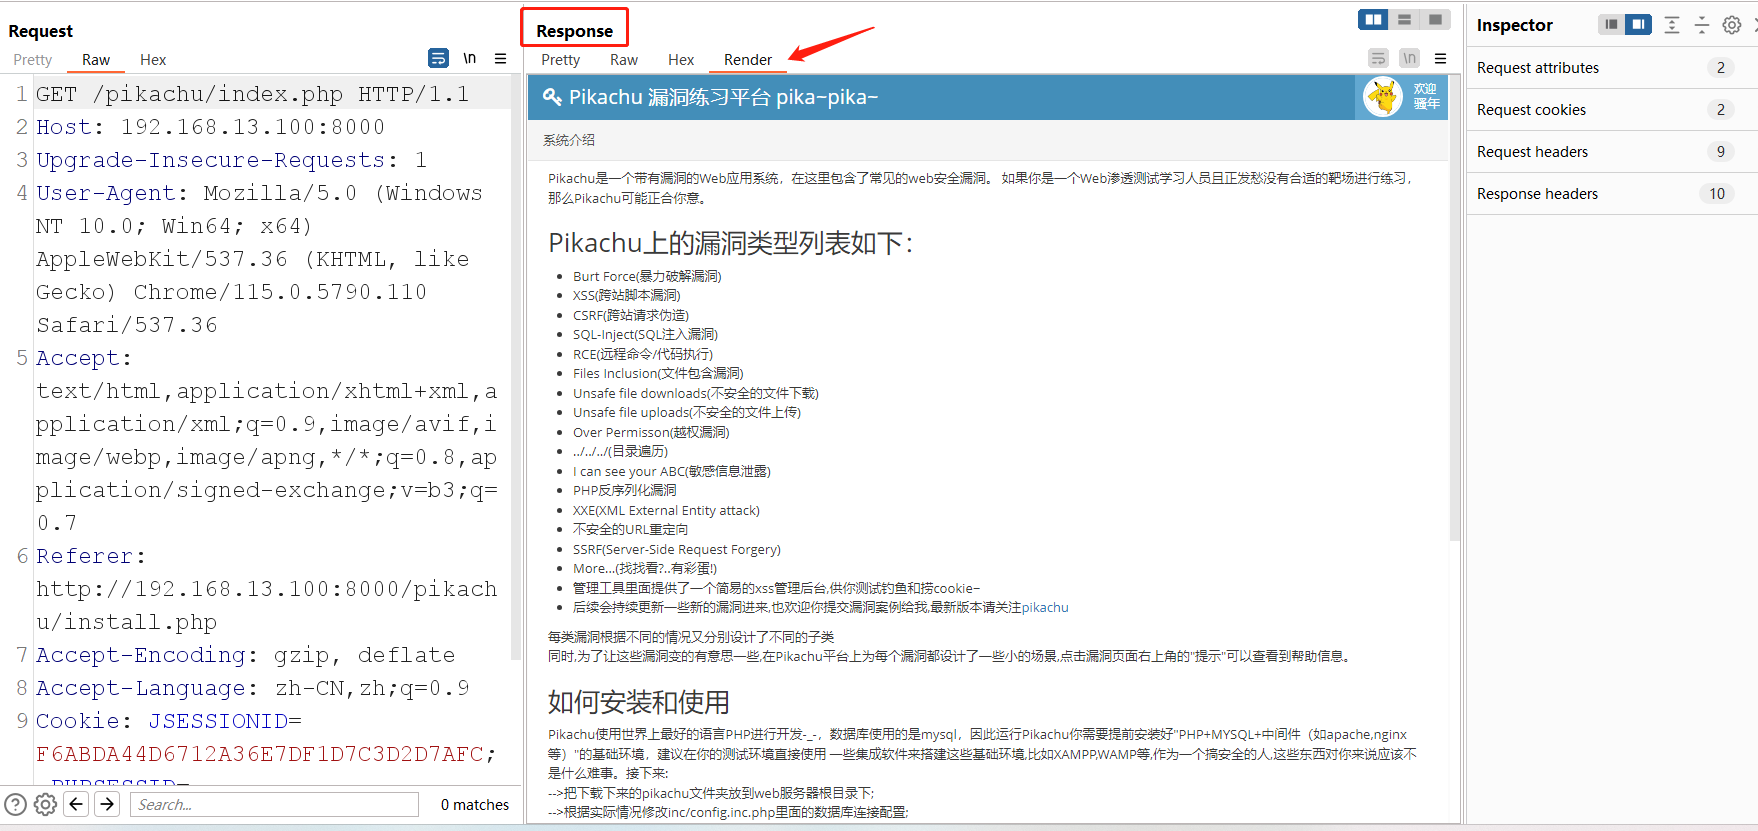 Request
Pretty Raw Hex \n
1 GET /pikachu/index.php HTTP/1.1
2 Host: 192.168.13.100:8000
3 Upgrade-Insecure-Requests: 1
4 User-Agent: Mozilla/5.0 (Windows
NT 10.0; Win64; x64)
AppleWebKit/537.36 (KHTML, like
Gecko) Chrome/115.0.5790.110
Safari/537.36
5 Accept:
text/html,application/xhtml+xml,a
pplication/xml;q=0.9,image/avif,i
mage/webp,image/apng,*/*;q=0.8,ap
plication/signed-exchange;v=b3;q=
0.7
6 Referer:
http://192.168.13.100:8000/pikach
u/install.php
7 Accept-Encoding: gzip, deflate
8 Accept-Language: zh-CN,zh;q=0.9
9 Cookie: JSESSIONID=
F6ABDA44D6712A36E7DF1D7C3D2D7AFC;
PHPSESSID=
Search... 0 matches
Response
Pretty Raw Hex Render \n
Pikachu 漏洞练习平台 pika~pika~
欢迎
骚年
系统介绍
Pikachu是一个带有漏洞的Web应用系统，在这里包含了常见的web安全漏洞。 如果你是一个Web渗透测试学习人员且正发愁没有合适的靶场进行练习，
那么Pikachu可能正合你意。
Pikachu上的漏洞类型列表如下：
• Burt Force(暴力破解漏洞)
• XSS(跨站脚本漏洞)
• CSRF(跨站请求伪造)
• SQL-Inject(SQL注入漏洞)
• RCE(远程命令/代码执行)
• Files Inclusion(文件包含漏洞)
• Unsafe file downloads(不安全的文件下载)
• Unsafe file uploads(不安全的文件上传)
• Over Permisson(越权漏洞)
• ../../../(目录遍历)
• I can see your ABC(敏感信息泄露)
• PHP反序列化漏洞
• XXE(XML External Entity attack)
• 不安全的URL重定向
• SSRF(Server-Side Request Forgery)
• More...(找找看?..有彩蛋!)
• 管理工具里面提供了一个简易的xss管理后台,供你测试钓鱼和捞cookie~
• 后续会持续更新一些新的漏洞进来,也欢迎你提交漏洞案例给我,最新版本请关注pikachu
每类漏洞根据不同的情况又分别设计了不同的子类
同时,为了让这些漏洞变的有意思一些,在Pikachu平台上为每个漏洞都设计了一些小的场景,点击漏洞页面右上角的"提示"可以查看到帮助信息。
如何安装和使用
Pikachu使用世界上最好的语言PHP进行开发-_-，数据库使用的是mysql，因此运行Pikachu你需要提前安装好"PHP+MYSQL+中间件（如apache,nginx
等）"的基础环境，建议在你的测试环境直接使用 一些集成软件来搭建这些基础环境,比如XAMPP,WAMP等,作为一个搞安全的人,这些东西对你来说应该不
是什么难事。接下来:
-->把下载下来的pikachu文件夹放到web服务器根目录下;
-->根据实际情况修改inc/config.inc.php里面的数据库连接配置;
Inspector
Request attributes 2
Request cookies 2
Request headers 9
Response headers 10